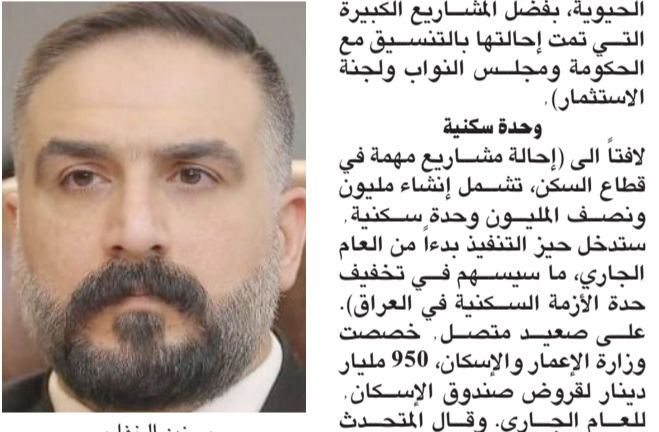 الحيوية، بفضل المشاريع الكبيرة
التي تمت إحالتها بالتنسيق مع
الحكومة ومجلس النواب ولجنة
الاستثمار).
وحدة سكنية
لافتاً الى (إحالة مشاريع مهمة في
قطاع السكن، تشمل إنشاء مليون
ونصف المليون وحدة سكنية،
ستدخل حيز التنفيذ بدءاً من العام
الجاري، ما سيسهم في تخفيف
حدة الأزمة السكنية في العراق).
على صعيد متصل، خصصت
وزارة الإعمار والإسكان، 950 مليار
دينار لقروض صندوق الإسكان،
للعام الجاري. وقال المتحدث